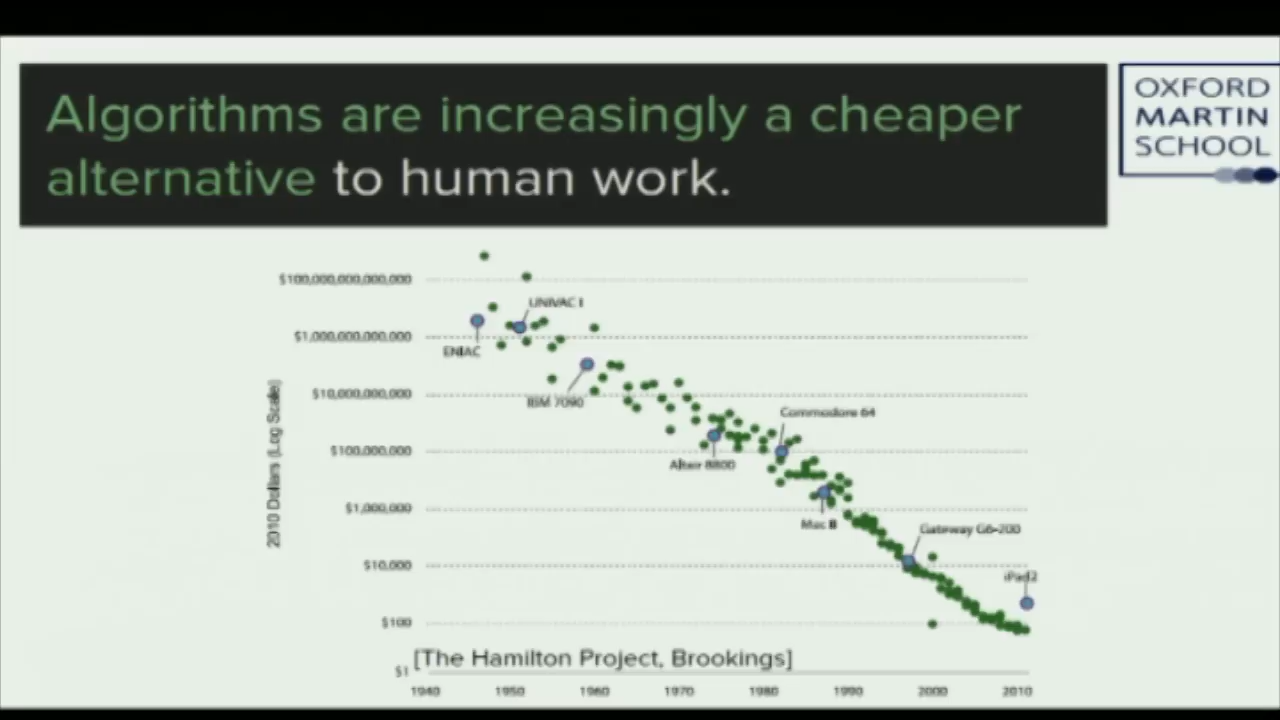 Algorithms are increasingly a cheaper
alternative to human work.
OXFORD
MARTIN
SCHOOL
2010 Dollars (Log Scale)
$100,000,000,000,000
$1,000,000,000,000
$10,000,000,000
$100,000,000
$1,000,000
$10,000
$100
$1
ENIAC
UNIVAC I
IBM 7090
Altair 8800
Commodore 64
Mac II
Gateway G6-200
iPad2
[The Hamilton Project, Brookings]
1940 1950 1960 1970 1980 1990 2000 2010